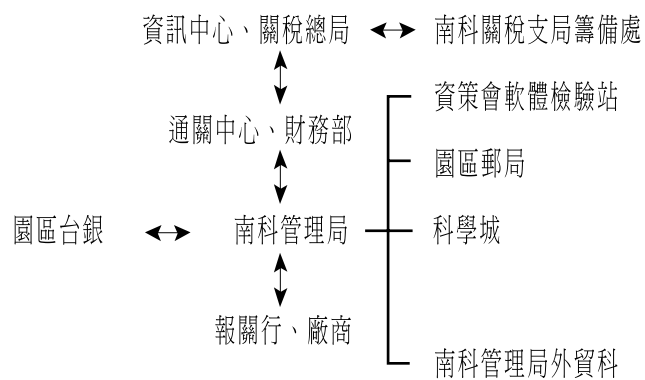 資訊中心、關稅總局
南科關稅支局籌備處
資策會軟體檢驗站
通關中心、財務部
園區郵局
園區台銀
南科管理局
科學城
報關行、廠商
南科管理局外貿科